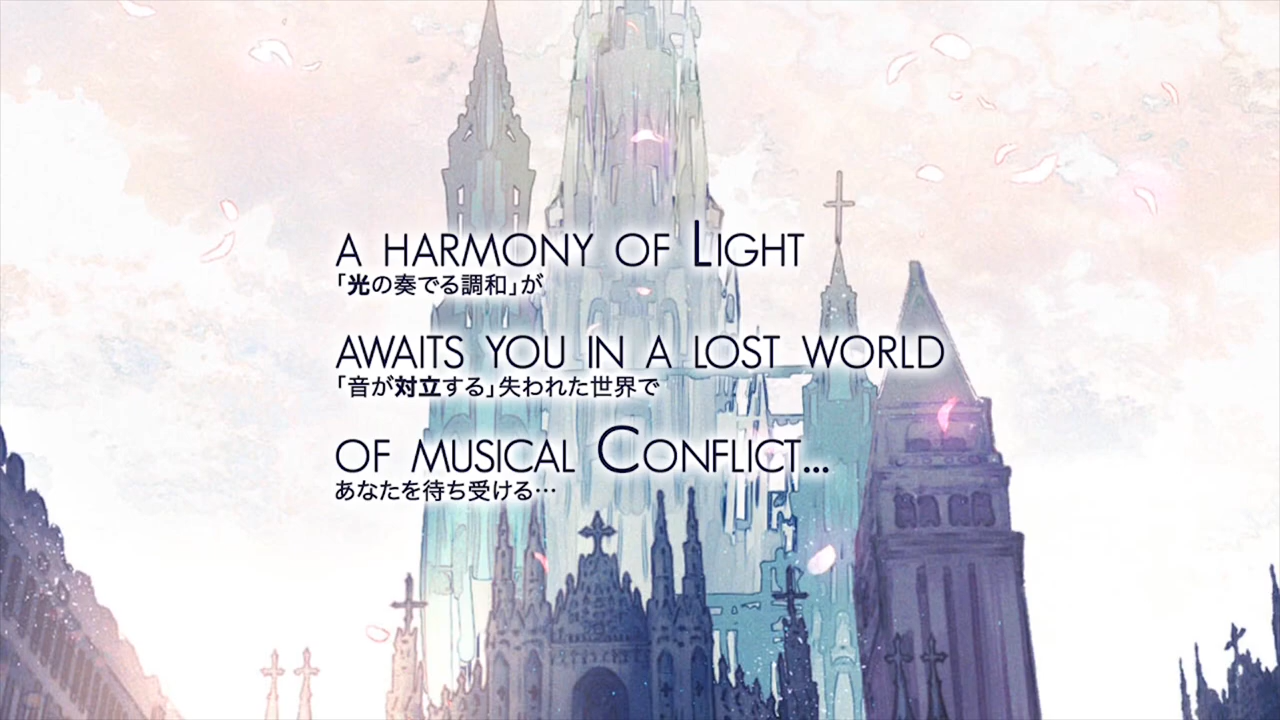 A HARMONY OF LIGHT
「光の奏でる調和」が
AWAITS YOU IN A LOST WORLD
「音が対立する」失われた世界で
OF MUSICAL CONFLICT...
あなたを待ち受ける…